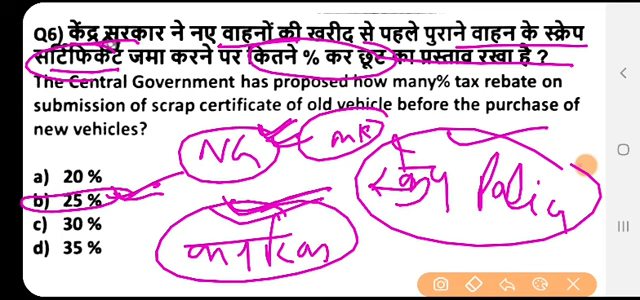 Q6) केंद्र सुरकार ने नए वाहनों की खरीद से पहले पुराने वाहन के स्क्रेप
सर्टिफिकेट जमा करने पर कितने % कर छूट का प्रस्ताव रखा है ?
The Central Government has proposed how many% tax rebate on
submission of scrap certificate of old vehicle before the purchase of
new vehicles?
NG
a) 20 %
b) 25 %
Policy
c) 30 %
d) 35 %